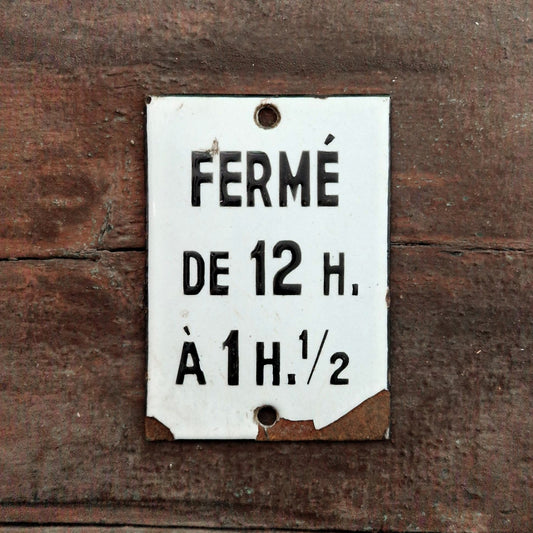 FERMÉ
DE 12 H.
À 1 H. 1/2